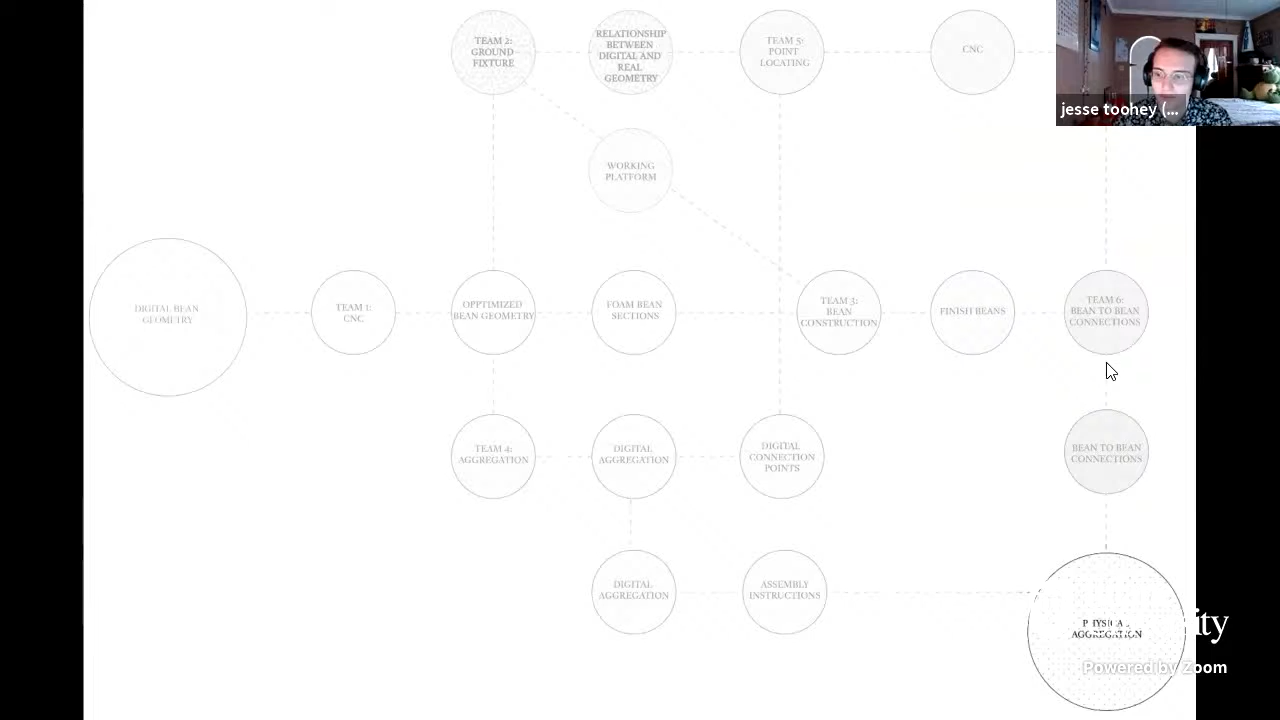 TEAM 2:
GROUND
FIXTURE
RELATIONSHIP
BETWEEN
DIGITAL AND
REAL
GEOMETRY
TEAM 5:
POINT
LOCATING
CNC
jesse toohey (...
WORKING
PLATFORM
DIGITAL BEAN
GEOMETRY
TEAM 1:
CNC
OPPTIMIZED
BEAN GEOMETRY
FOAM BEAN
SECTIONS
TEAM 3:
BEAN
CONSTRUCTION
FINISH BEANS
TEAM 6:
BEAN TO BEAN
CONNECTIONS
TEAM 4:
AGGREGATION
DIGITAL
AGGREGATION
DIGITAL
CONNECTION
POINTS
BEAN TO BEAN
CONNECTIONS
DIGITAL
AGGREGATION
ASSEMBLY
INSTRUCTIONS
PHYSICAL
AGGREGATION
ity
Powered by Zoom